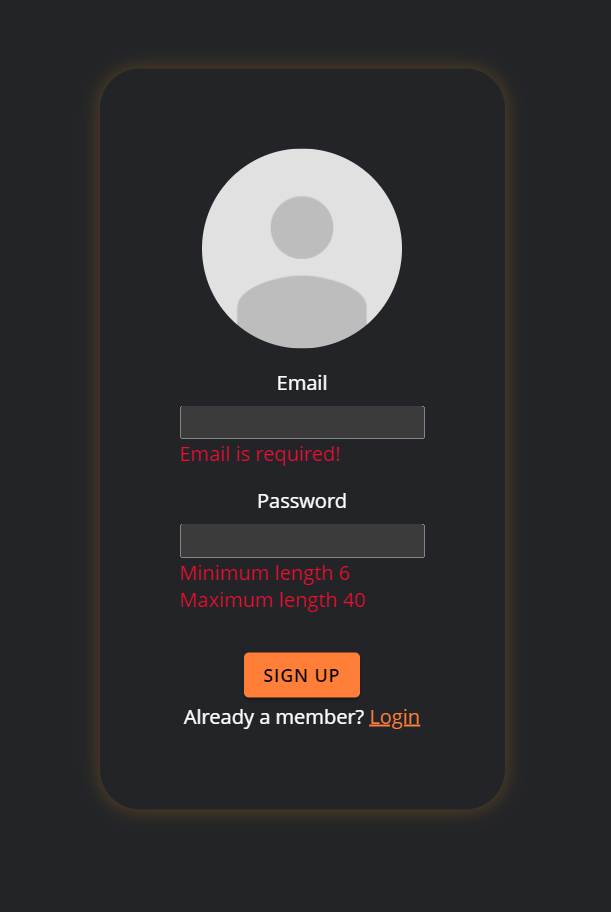 Email
Email is required!
Password
Minimum length 6
Maximum length 40
SIGN UP
Already a member? Login